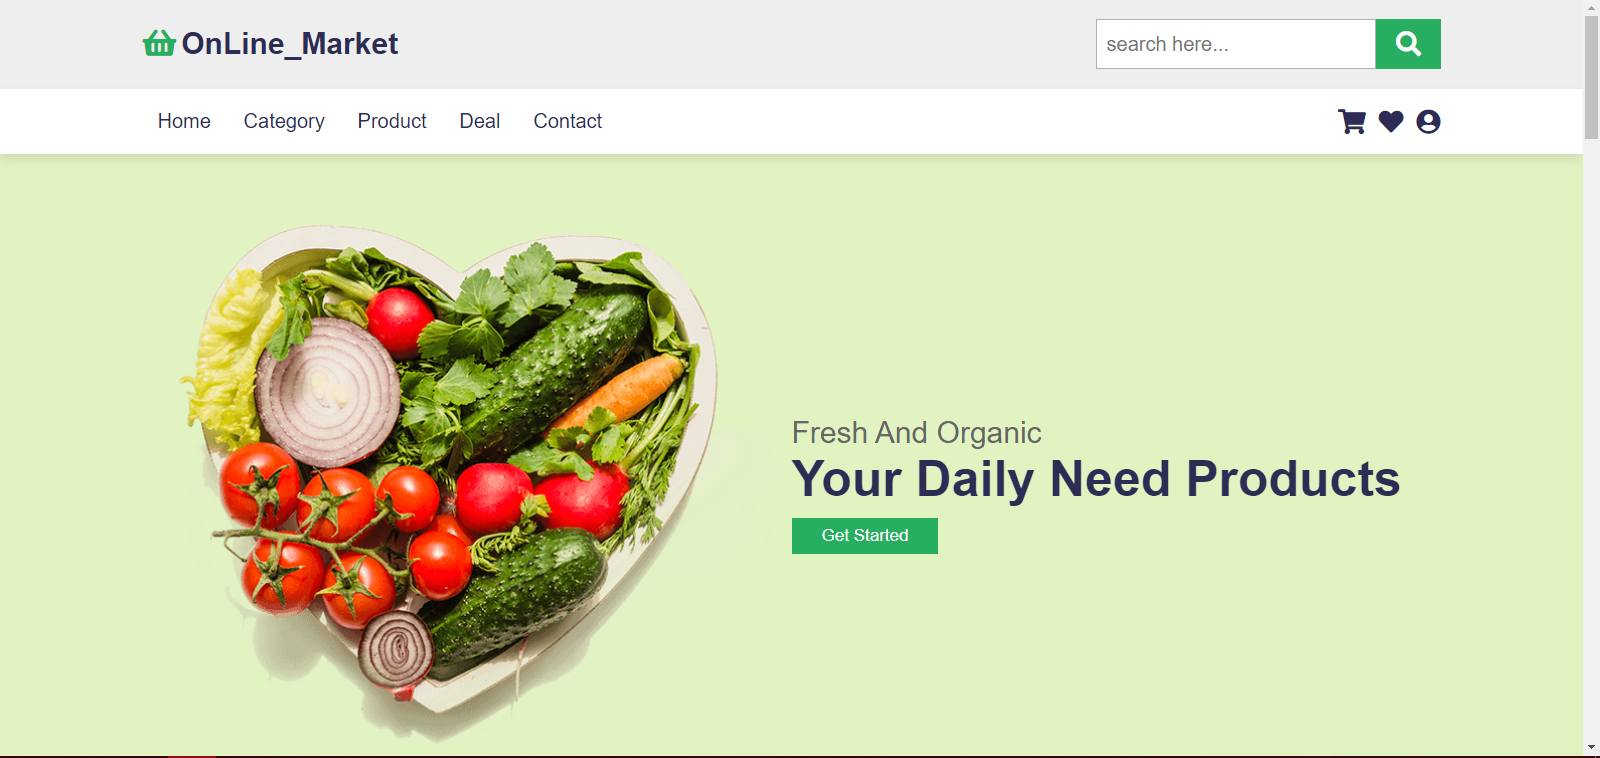 OnLine_Market
search here...
Home Category Product Deal Contact
Fresh And Organic
Your Daily Need Products
Get Started